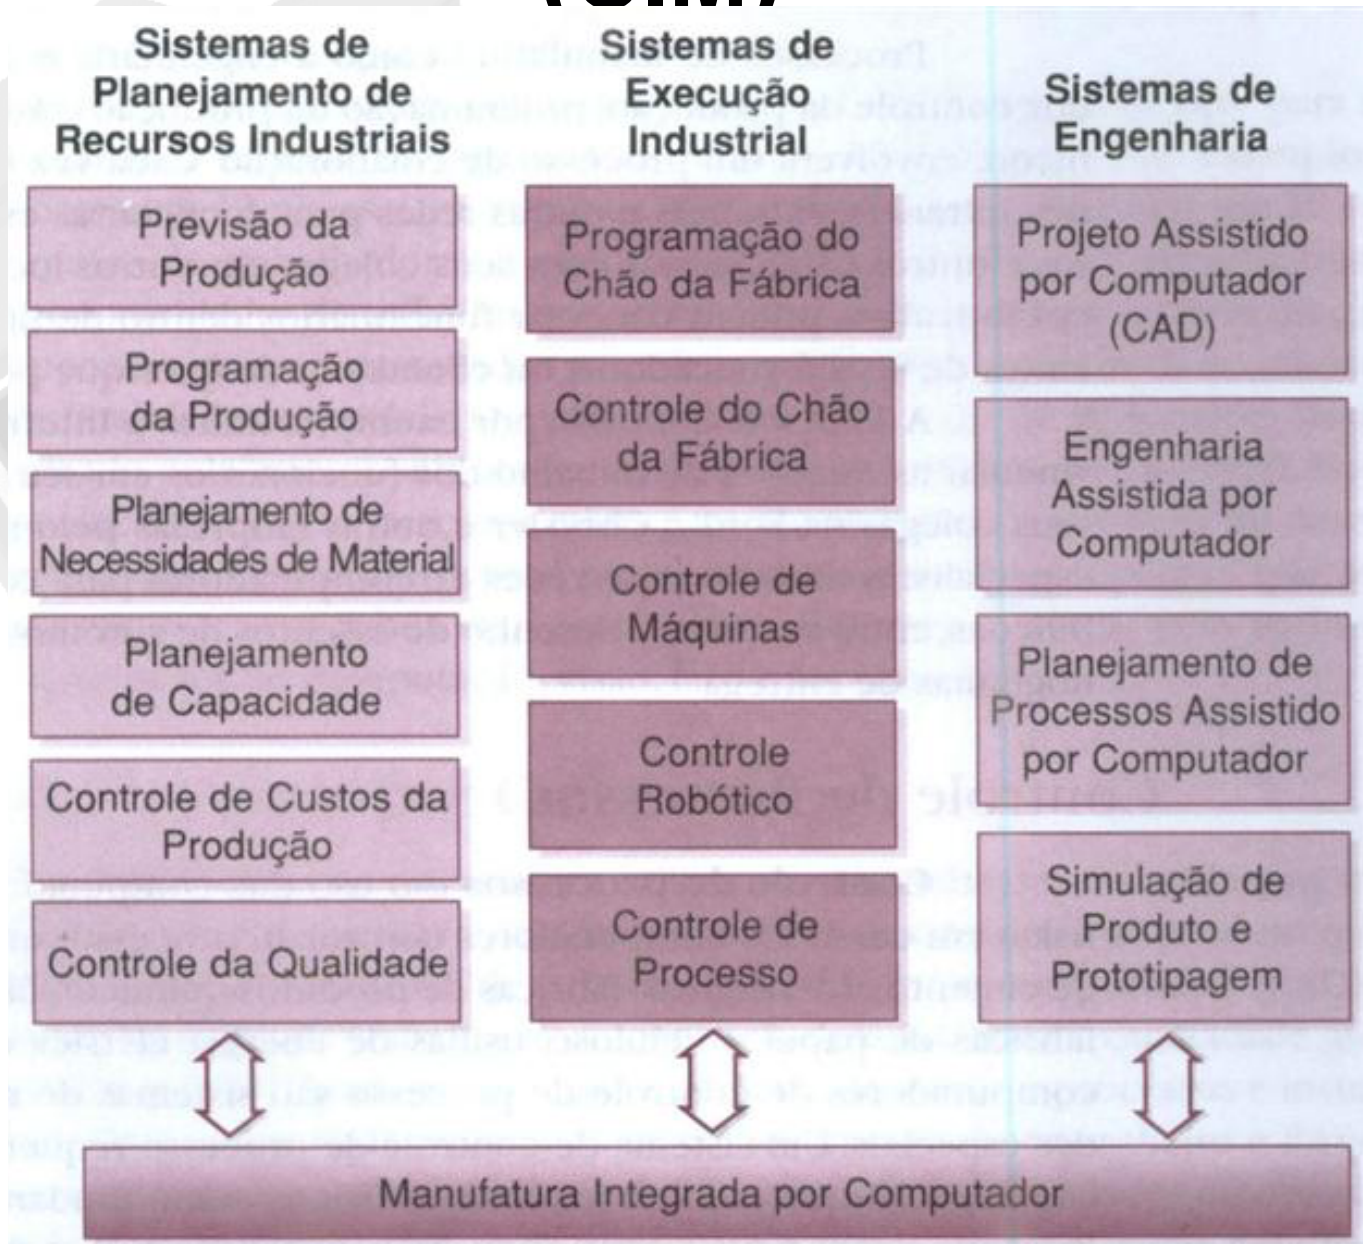 (CIM)
Sistemas de
Planejamento de
Recursos Industriais
Previsão da
Produção
Programação
da Produção
Planejamento de
Necessidades de Material
Planejamento
de Capacidade
Controle de Custos da
Produção
Controle da Qualidade
Sistemas de
Execução
Industrial
Programação do
Chão da Fábrica
Controle do Chão
da Fábrica
Controle de
Máquinas
Controle
Robótico
Controle de
Processo
Sistemas de
Engenharia
Projeto Assistido
por Computador
(CAD)
Engenharia
Assistida por
Computador
Planejamento de
Processos Assistido
por Computador
Simulação de
Produto e
Prototipagem
Manufatura Integrada por Computador